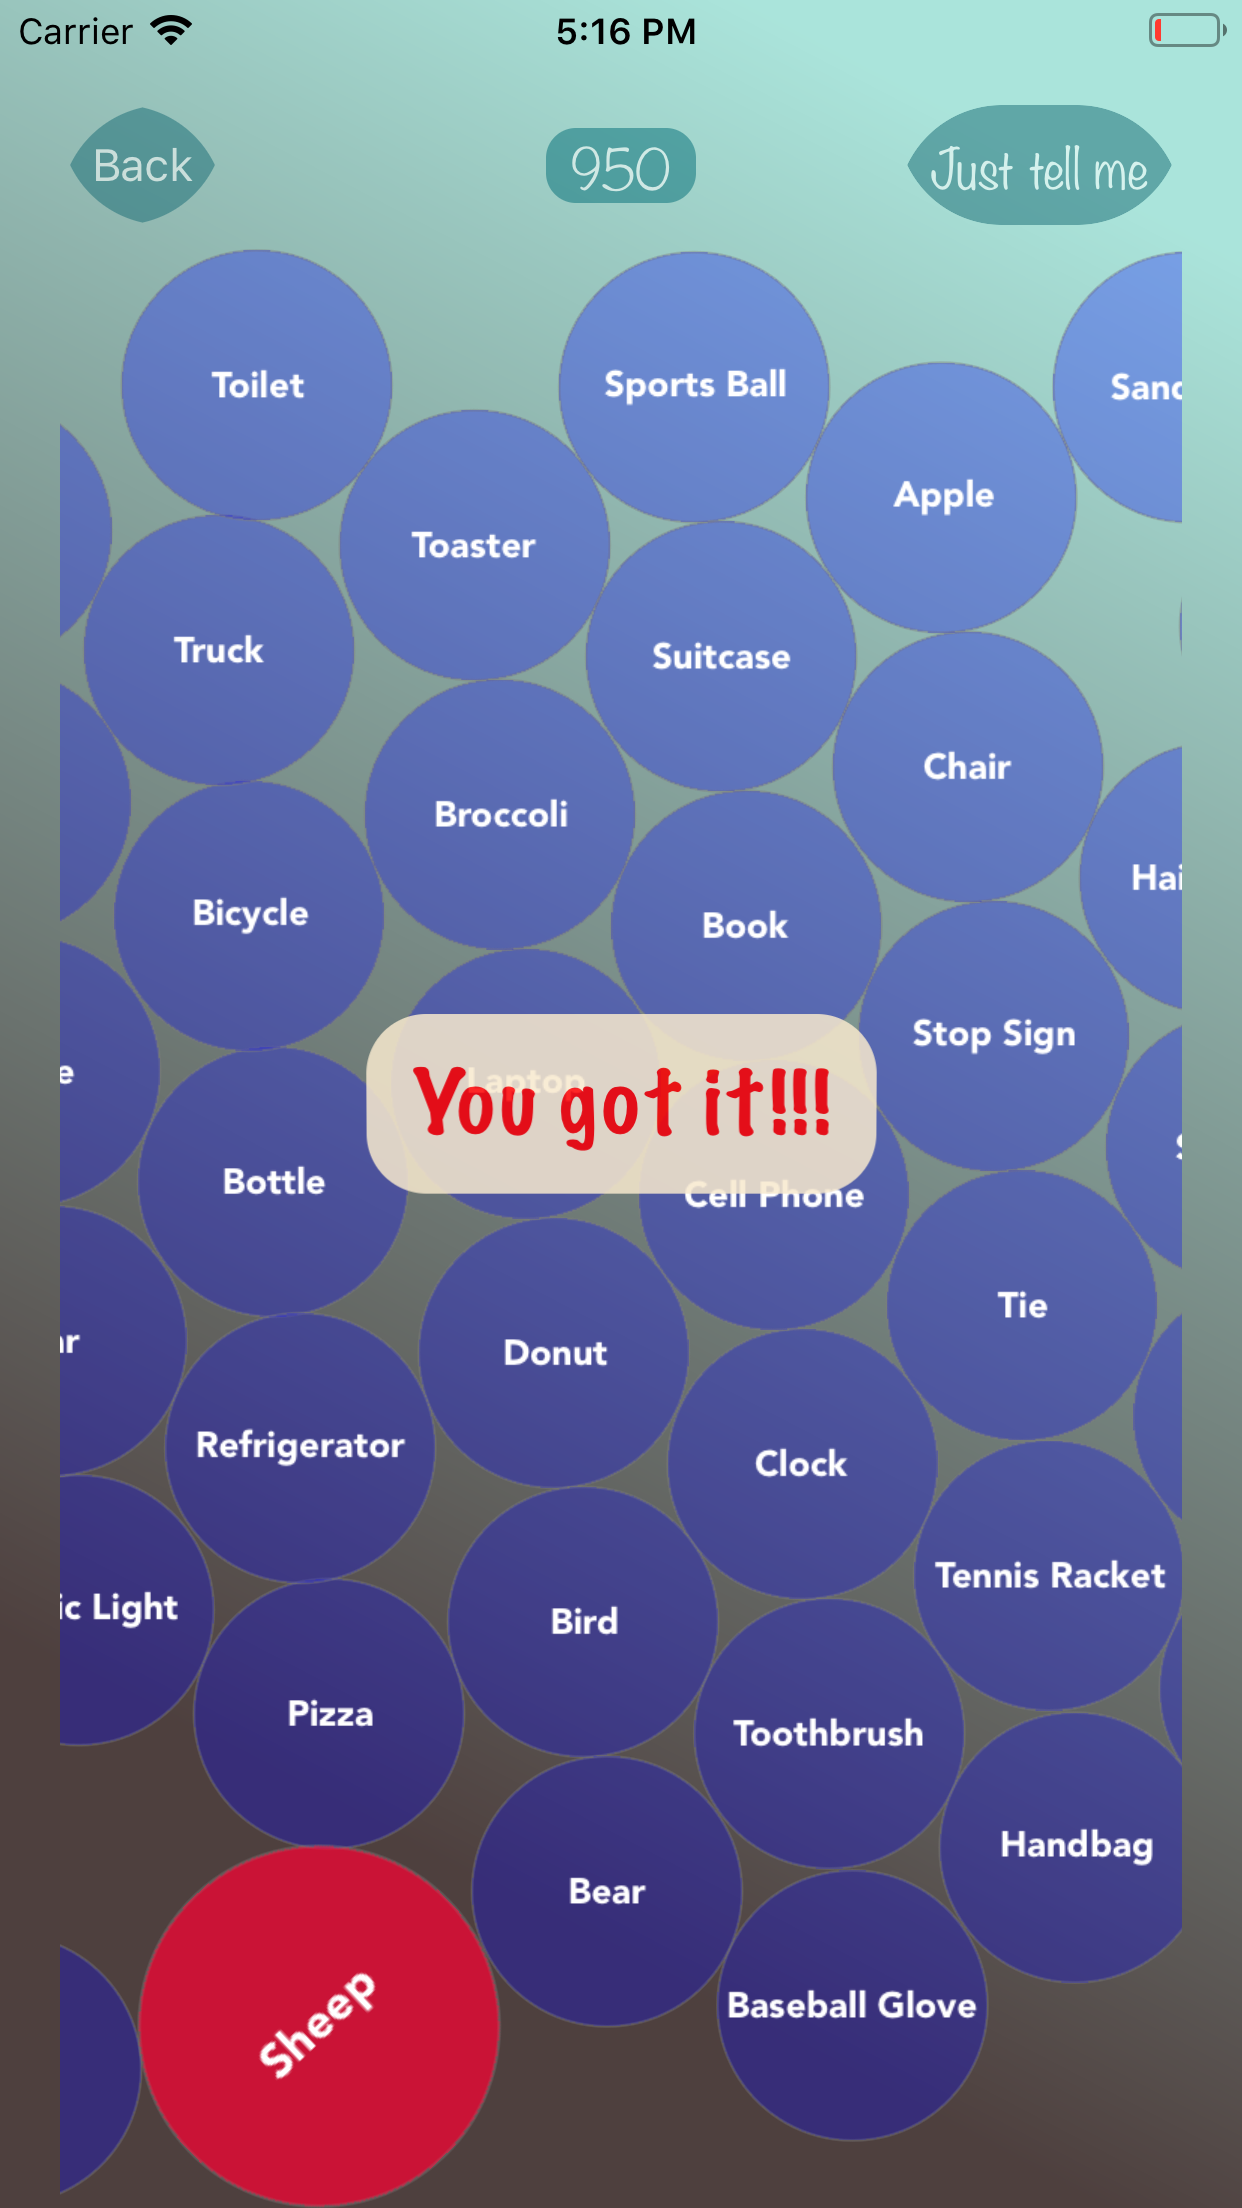 Carrier 5:16 PM
Back 950 Just tell me
Toilet
Sports Ball
Apple
Toaster
Truck
Suitcase
Chair
Broccoli
Bicycle
Book
Stop Sign
Laptop
You got it!!!
Bottle
Cell Phone
Tie
Donut
Refrigerator
Clock
Tennis Racket
ic Light
Bird
Pizza
Toothbrush
Handbag
Bear
Baseball Glove
Sheep